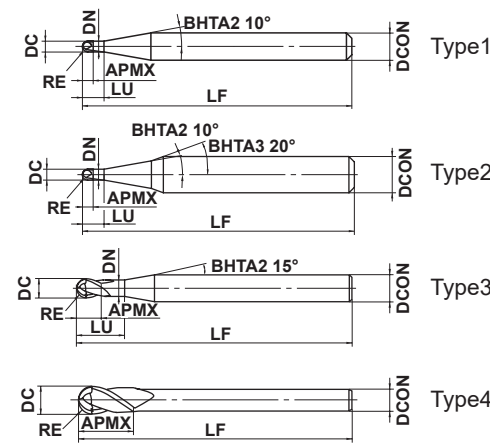 BHTA2 10°
DN
DC
DCON
Type1
APMX
RE
LU
LF
BHTA2 10°
BHTA3 20°
DN
DC
DCON
Type2
APMX
RE
LU
LF
DN
BHTA2 15°
DC
DCON
Type3
APMX
RE
LU
LF
DC
DCON
Type4
APMX
RE
LF